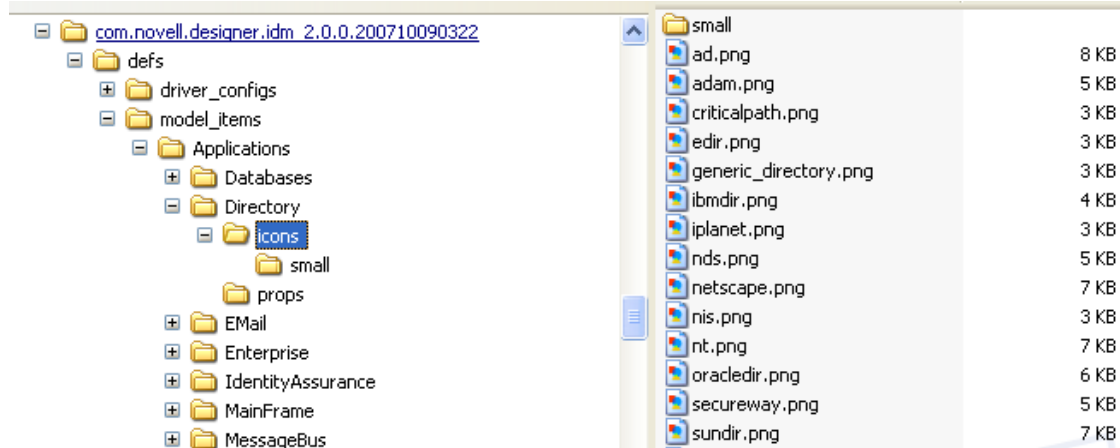 com.novell.designer.idm_2.0.0.200710090322
defs
driver_configs
model_items
Applications
Databases
Directory
icons
small
props
EMail
Enterprise
IdentityAssurance
MainFrame
MessageBus
small
ad.png 8 KB
adam.png 5 KB
criticalpath.png 3 KB
edir.png 3 KB
generic_directory.png 3 KB
ibmdir.png 4 KB
iplanet.png 3 KB
nds.png 5 KB
netscape.png 7 KB
nis.png 3 KB
nt.png 7 KB
oracledir.png 6 KB
secureway.png 5 KB
sundir.png 7 KB